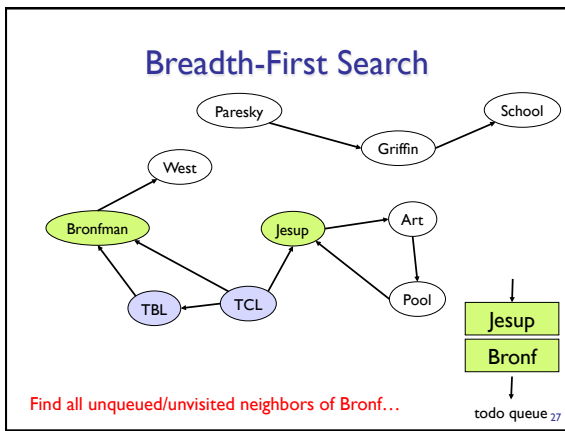 Breadth-First Search
Paresky
School
Griffin
West
Bronfman
Jesup
Art
TBL
TCL
Pool
Jesup
Bronf
Find all unqueued/unvisited neighbors of Bronf...
todo queue 27